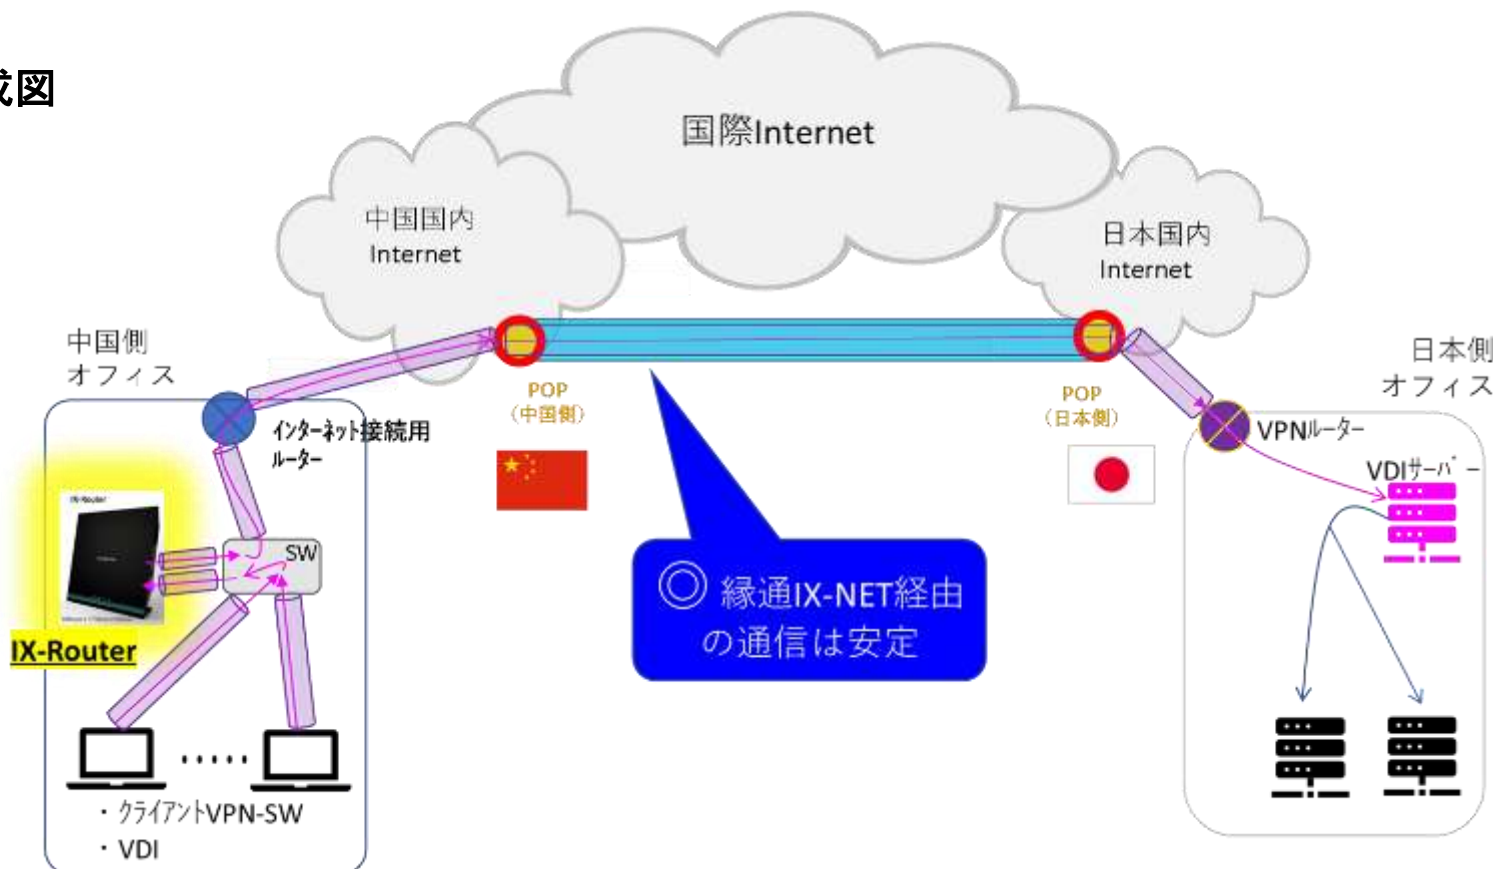 成図
国際Internet
中国国内
Internet
日本国内
Internet
中国側
オフィス
日本側
オフィス
POP
（中国側）
POP
（日本側）
インターネット接続用
ルーター
VPNルーター
VDIサーバー
IX-Router
SW
IX-Router
◎ 縁通IX-NET経由
の通信は安定
・ クライアントVPN-SW
・ VDI